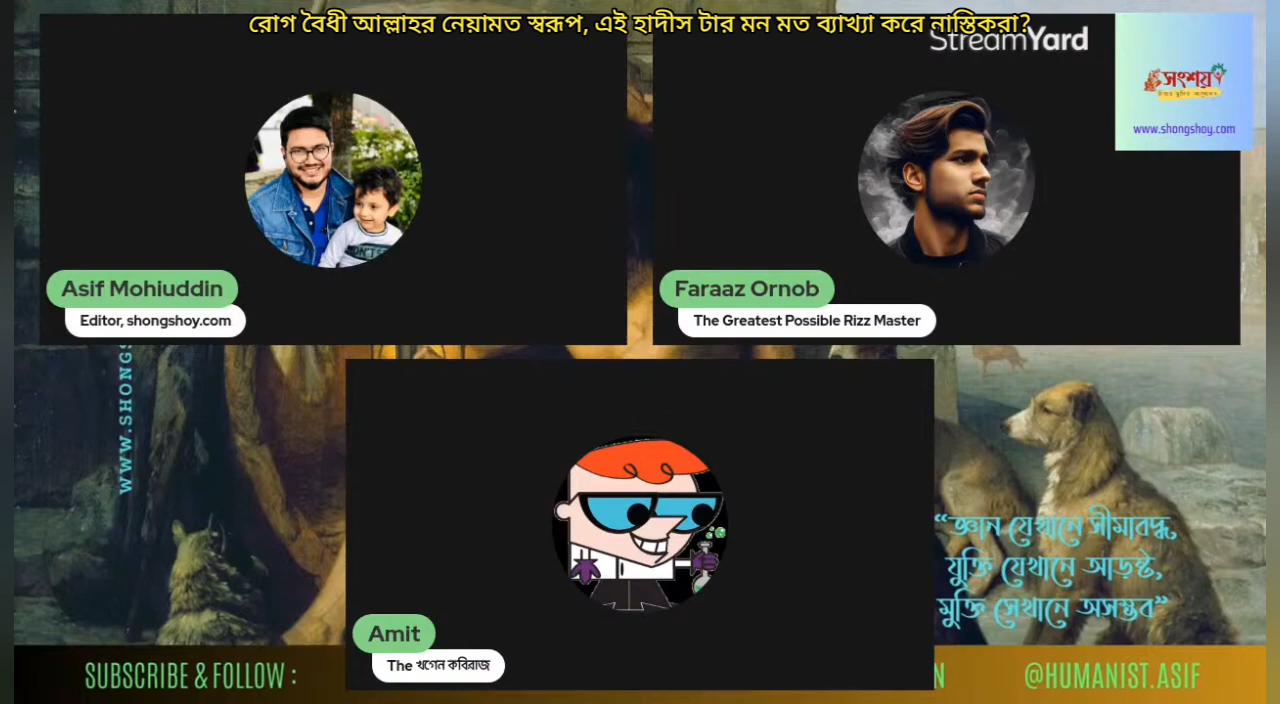 রোগ বৈধী আল্লাহর নেয়ামত স্বরূপ, এই হাদীস টার মন মত ব্যাখ্যা করে নাস্তিকরা?
StreamYard
সংশয়
www.shongshoy.com
Asif Mohiuddin
Editor, shongshoy.com
Faraaz Ornob
The Greatest Possible Rizz Master
WWW.SHONGS
“জ্ঞান যেখানে সীমাবদ্ধ,
যুক্তি যেখানে আড়ষ্ট,
মুক্তি সেখানে অসম্ভব”
Amit
The খগেন কবিরাজ
SUBSCRIBE & FOLLOW :
N
@HUMANIST.ASIF